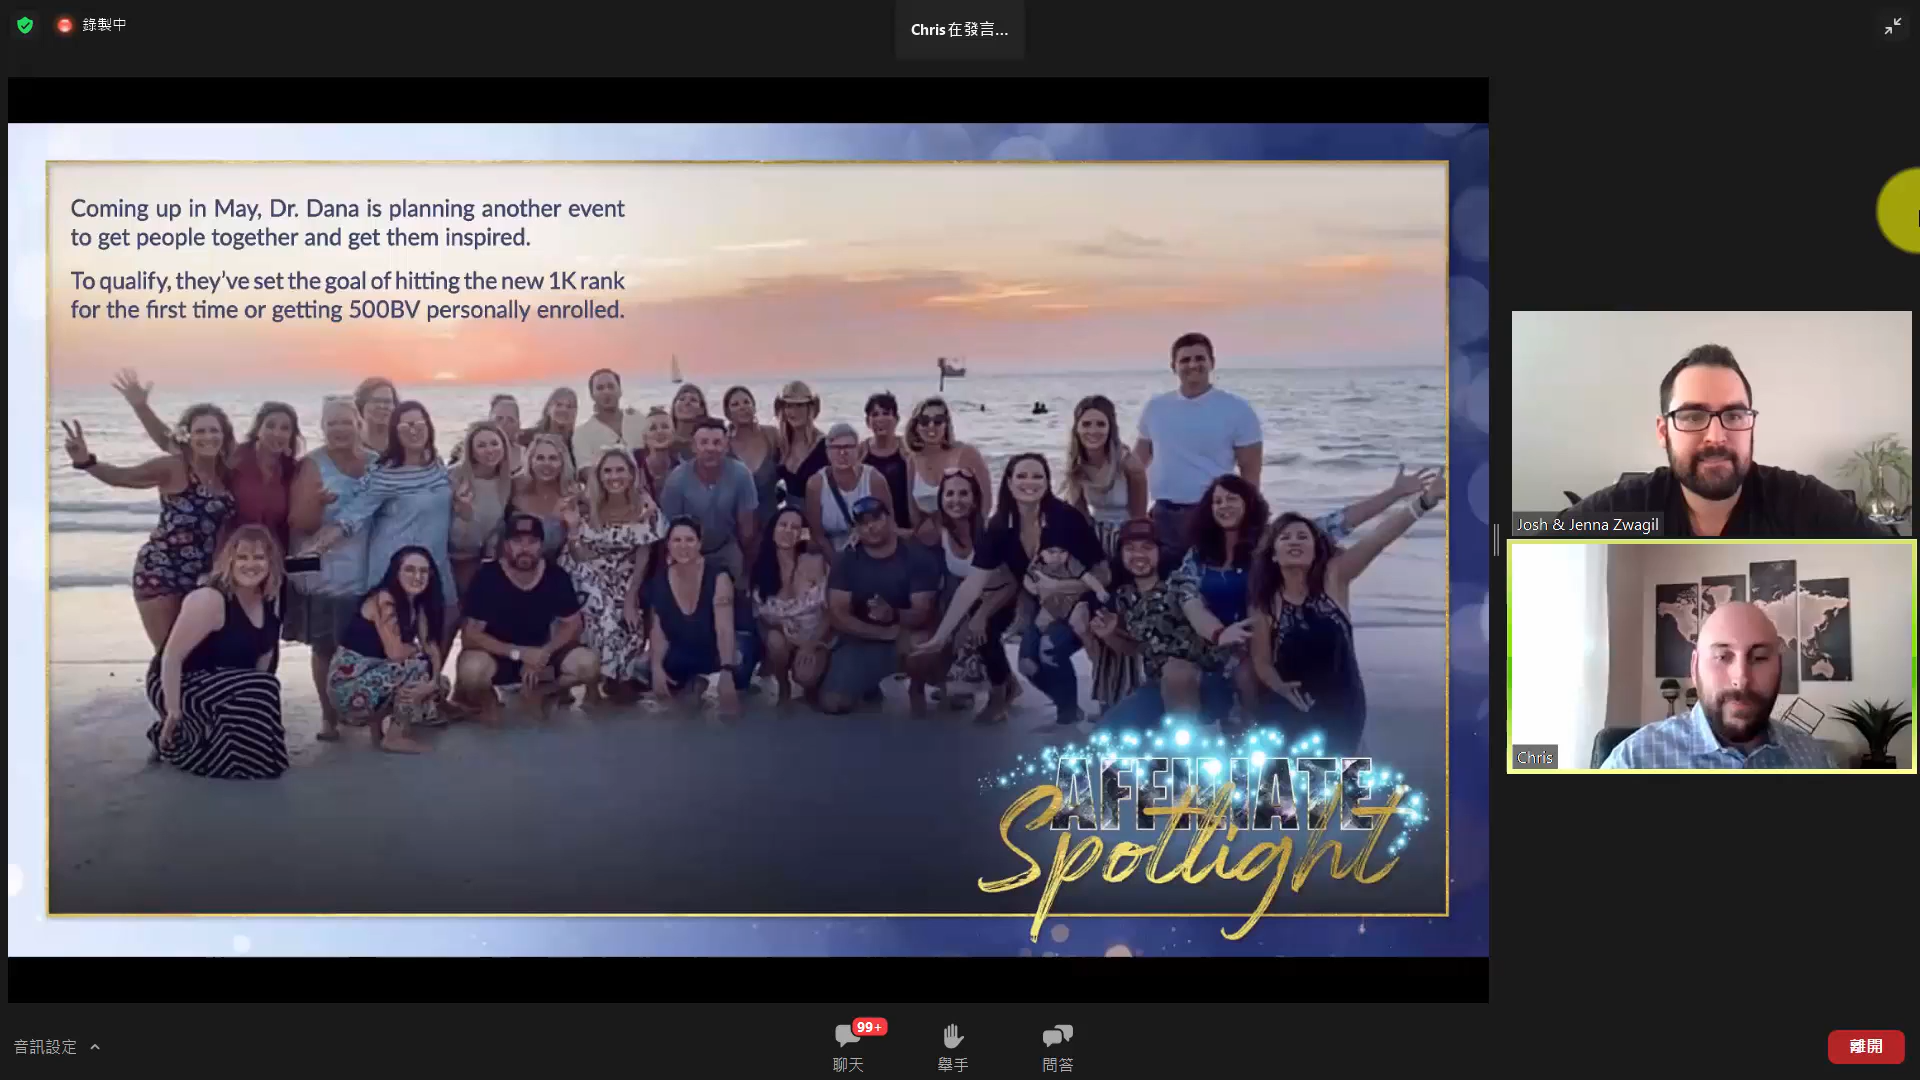 錄製中
Chris在發言...
Coming up in May, Dr. Dana is planning another event
to get people together and get them inspired.
To qualify, they've set the goal of hitting the new 1K rank
for the first time or getting 500BV personally enrolled.
AFFILIATE
Spotlight
Josh & Jenna Zwagil
Chris
音訊設定
99+
聊天
舉手
問答
離開